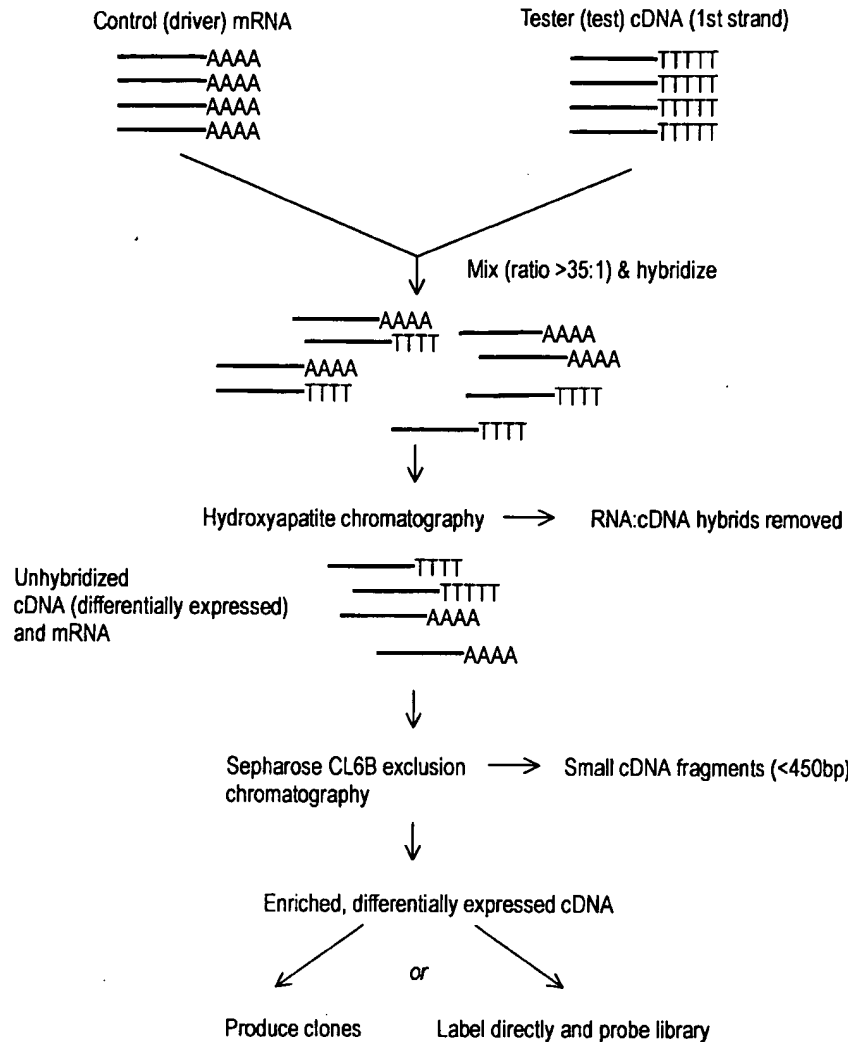 Control (driver) mRNA
Tester (test) cDNA (1st strand)
AAAA
AAAA
AAAA
AAAA
TTTTT
TTTTT
TTTTT
TTTTT
Mix (ratio >35:1) & hybridize
AAAA
TTTT
AAAA
AAAA
AAAA
TTTT
TTTT
TTTT
Hydroxyapatite chromatography
RNA:cDNA hybrids removed
Unhybridized
cDNA (differentially expressed)
and mRNA
TTTT
TTTTT
AAAA
AAAA
Sepharose CL6B exclusion
chromatography
Small cDNA fragments (<450bp)
Enriched, differentially expressed cDNA
or
Produce clones
Label directly and probe library